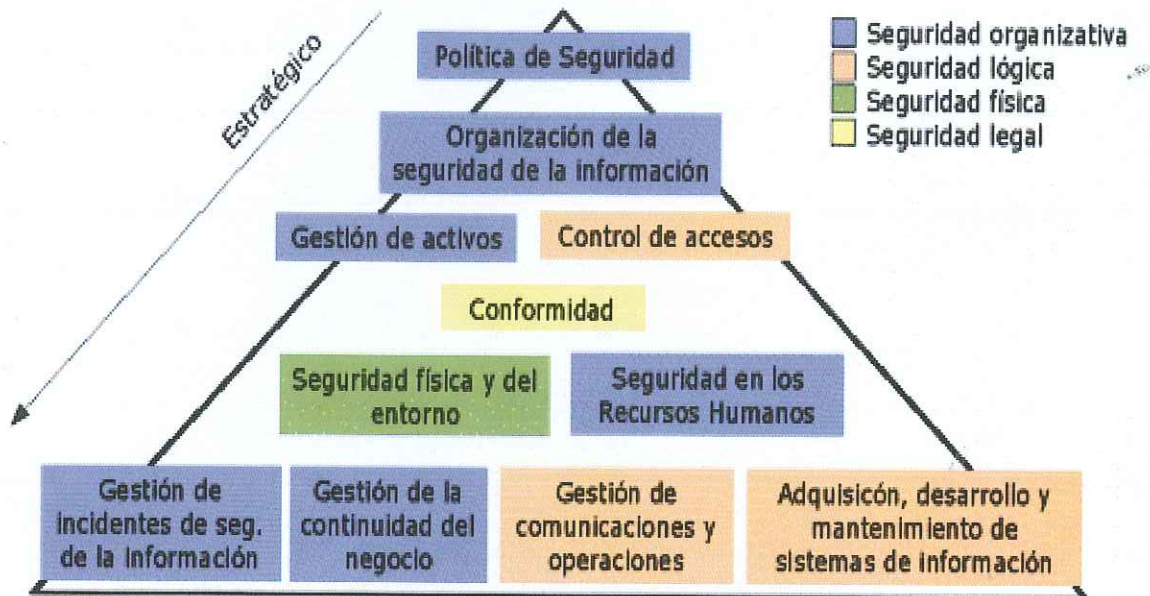 Estratégico
Política de Seguridad
Seguridad organizativa
Seguridad lógica
Seguridad física
Seguridad legal
Organización de la
seguridad de la información
Gestión de activos
Control de accesos
Conformidad
Seguridad física y del
entorno
Seguridad en los
Recursos Humanos
Gestión de
incidentes de seg.
de la información
Gestión de la
continuidad del
negocio
Gestión de
comunicaciones y
operaciones
Adquisicón, desarrollo y
mantenimiento de
sistemas de información